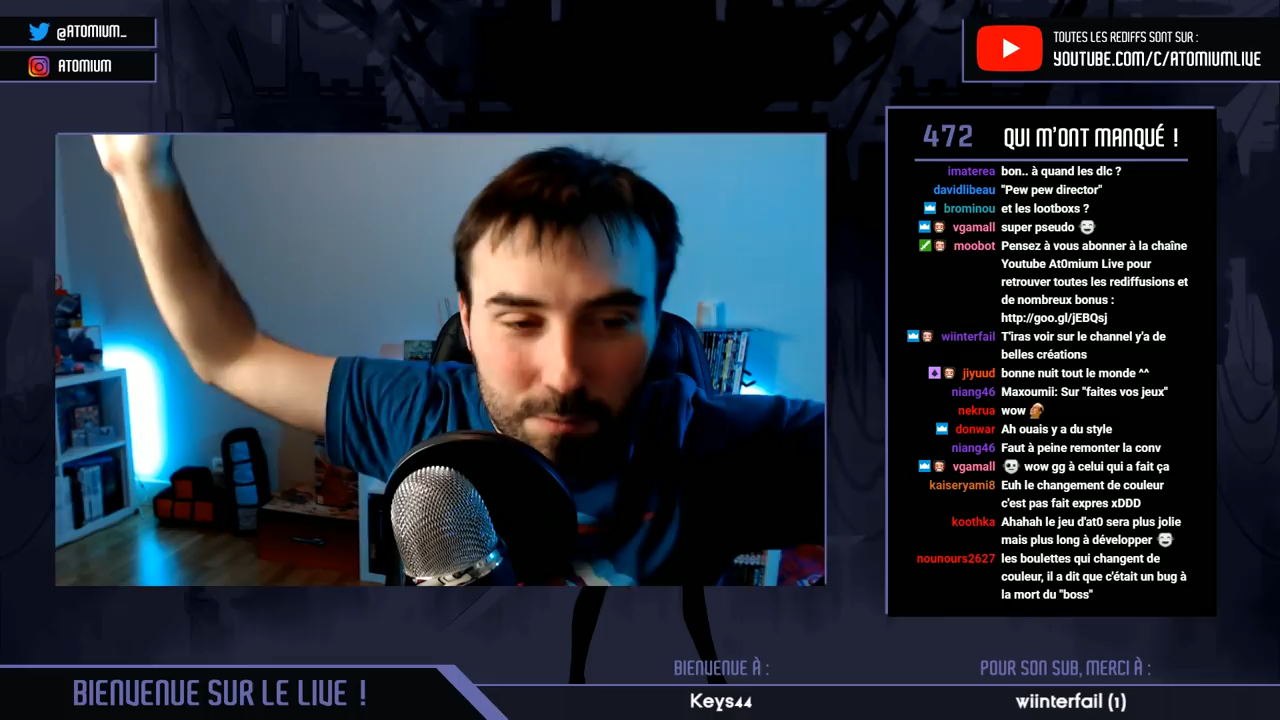 @ATOMIUM_
ATOMIUM
TOUTES LES REDIFFS SONT SUR :
YOUTUBE.COM/C/ATOMIUMLIVE
472 QUI M'ONT MANQUÉ !
imaterea bon.. à quand les dlc ?
davidlibeau "Pew pew director"
brominou et les lootboxs ?
vgamall super pseudo
moobot Pensez à vous abonner à la chaîne
Youtube At0mium Live pour
retrouver toutes les rediffusions et
de nombreux bonus :
http://goo.gl/jEBQsj
wiinterfail T'iras voir sur le channel y'a de
belles créations
jiyuud bonne nuit tout le monde ^^
niang46 Maxoumii: Sur "faites vos jeux"
nekrua wow
donwar Ah ouais y a du style
niang46 Faut à peine remonter la conv
vgamall wow gg à celui qui a fait ça
kaiseryami8 Euh le changement de couleur
c'est pas fait expres xDDD
koothka Ahahah le jeu d'at0 sera plus jolie
mais plus long à développer
nounours2627 les boulettes qui changent de
couleur, il a dit que c'était un bug à
la mort du "boss"
BIENVENUE SUR LE LIVE !
BIENVENUE À :
Keys44
POUR SON SUB, MERCI À :
wiinterfail (1)